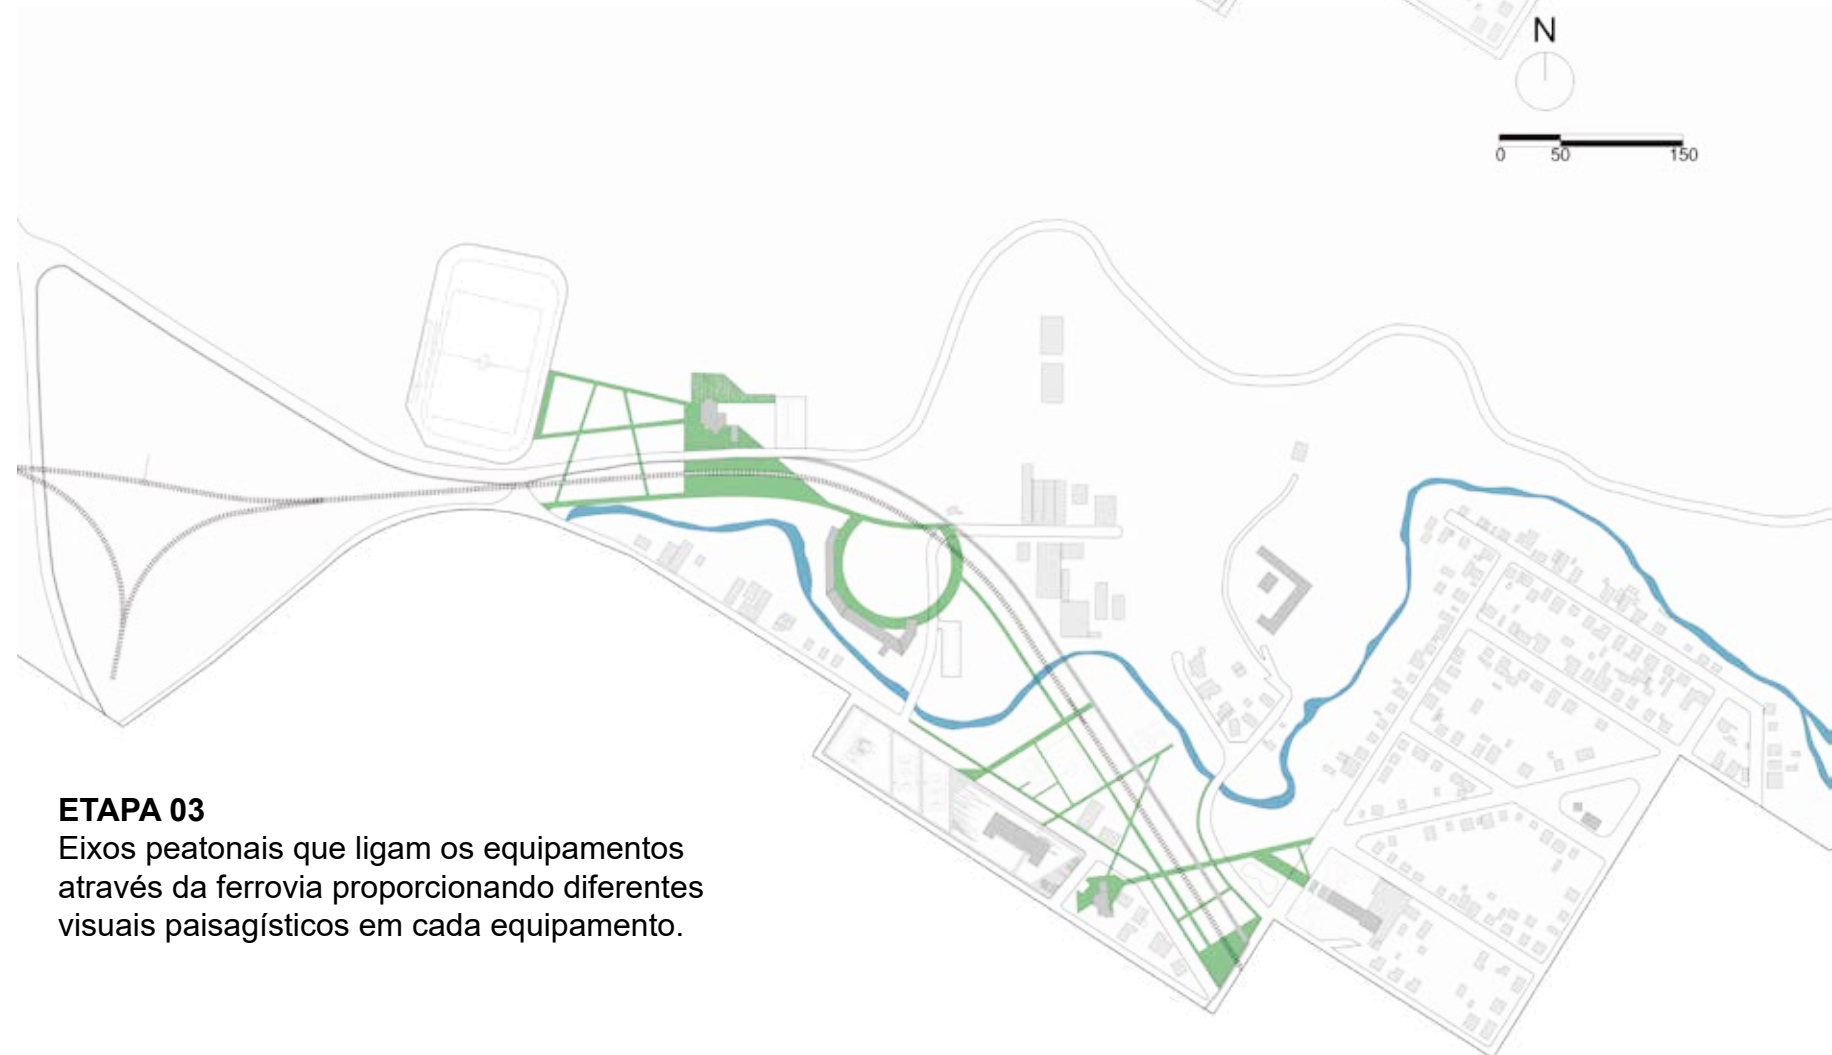 N
0 50 150
ETAPA 03
Eixos peatonais que ligam os equipamentos
através da ferrovia proporcionando diferentes
visuais paisagísticos em cada equipamento.